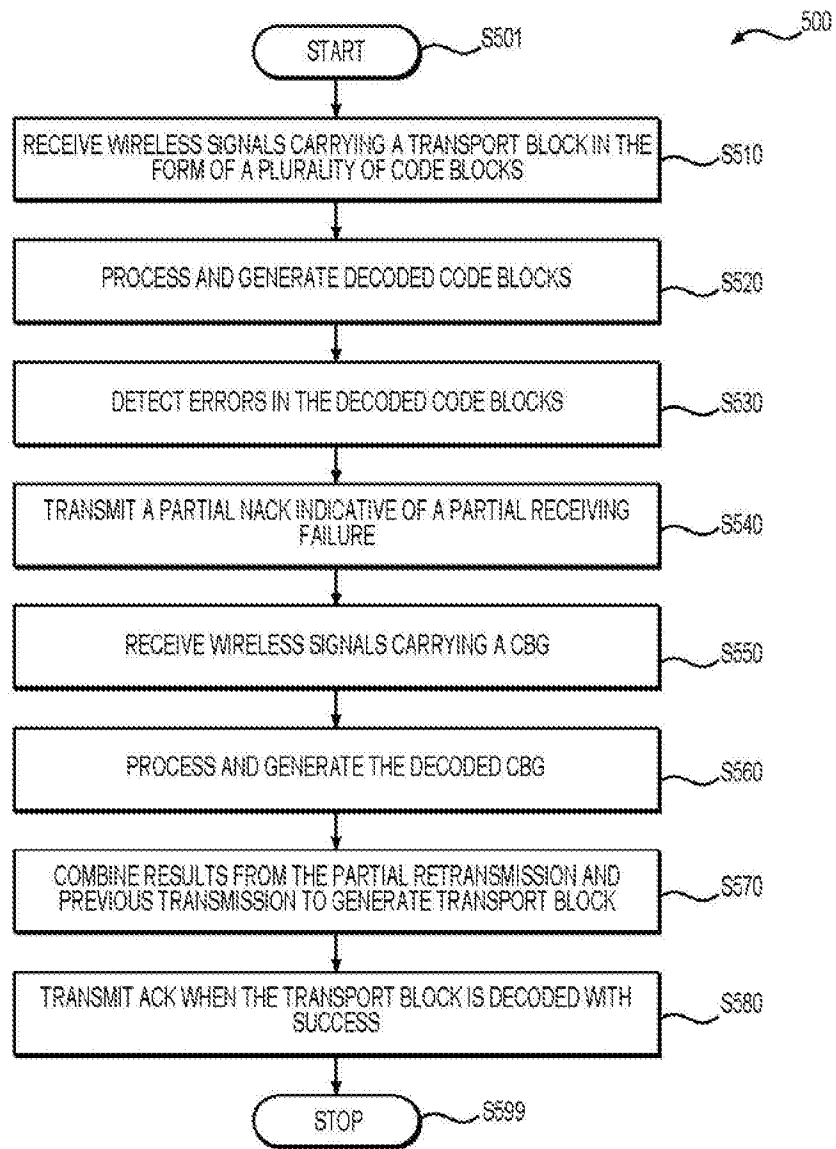 500
START
S501
RECEIVE WIRELESS SIGNALS CARRYING A TRANSPORT BLOCK IN THE
FORM OF A PLURALITY OF CODE BLOCKS
S510
PROCESS AND GENERATE DECODED CODE BLOCKS
S520
DETECT ERRORS IN THE DECODED CODE BLOCKS
S530
TRANSMIT A PARTIAL NACK INDICATIVE OF A PARTIAL RECEIVING
FAILURE
S540
RECEIVE WIRELESS SIGNALS CARRYING A CBG
S550
PROCESS AND GENERATE THE DECODED CBG
S560
COMBINE RESULTS FROM THE PARTIAL RETRANSMISSION AND
PREVIOUS TRANSMISSION TO GENERATE TRANSPORT BLOCK
S570
TRANSMIT ACK WHEN THE TRANSPORT BLOCK IS DECODED WITH
SUCCESS
S580
STOP
S599